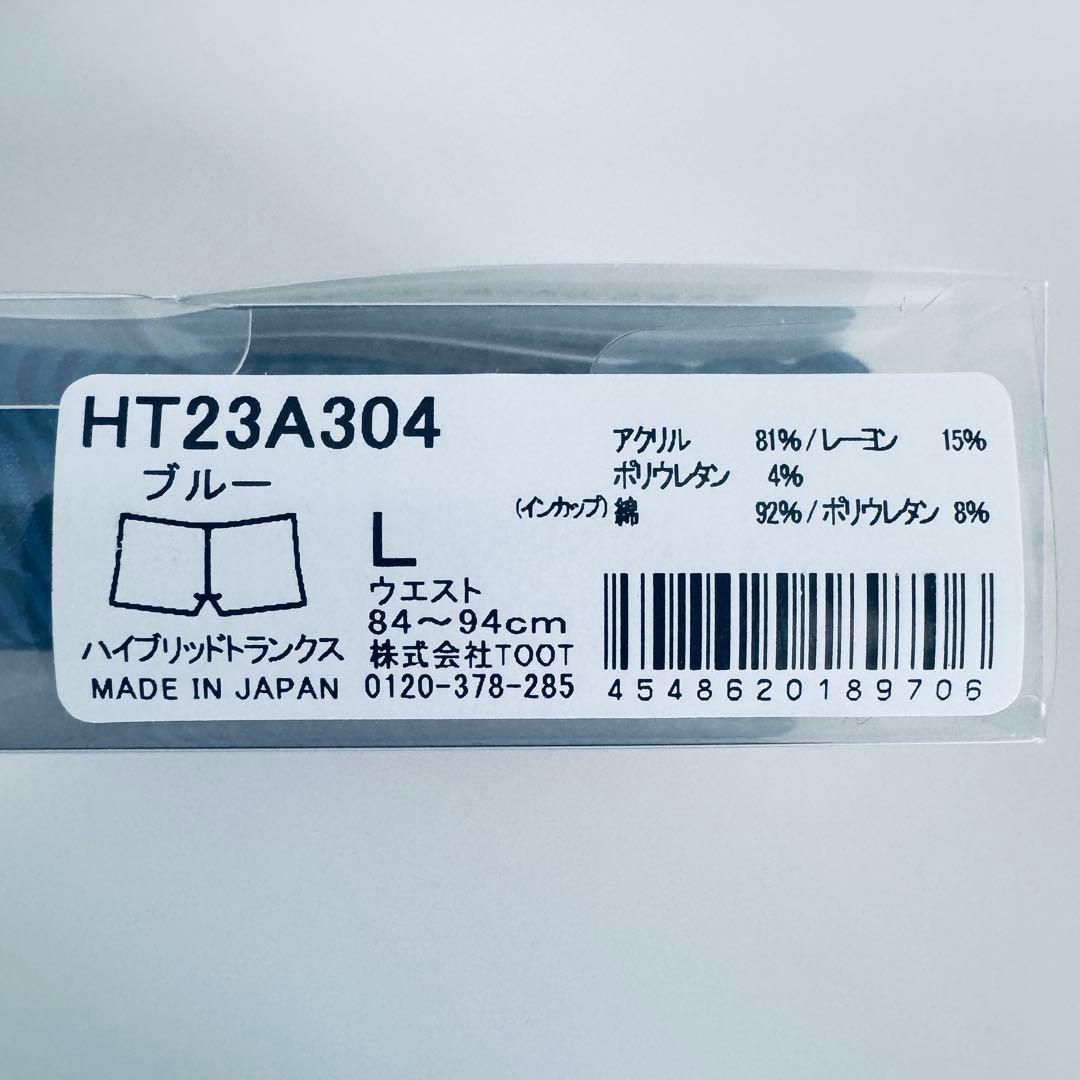 HT23A304
ブルー
ハイブリッドトランクス
MADE IN JAPAN
L
ウエスト
84～94cm
株式会社TOOT
0120-378-285
アクリル 81%/レーヨン 15%
ポリウレタン 4%
(インカップ)綿 92%/ポリウレタン 8%
4548620189706